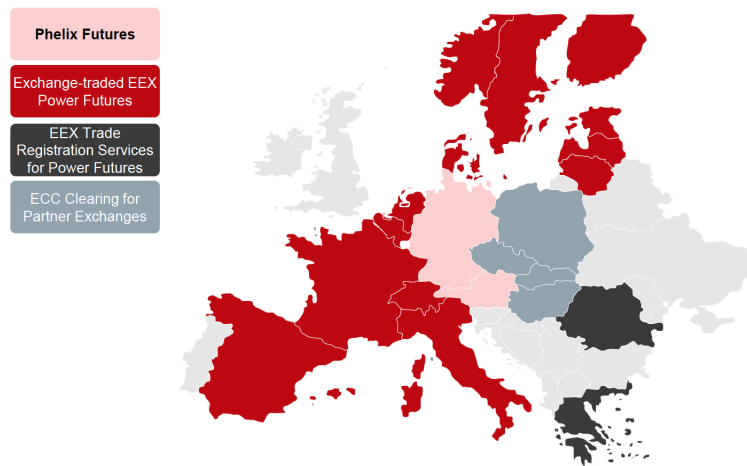 Phelix Futures
Exchange-traded EEX
Power Futures
EEX Trade
Registration Services
for Power Futures
ECC Clearing for
Partner Exchanges